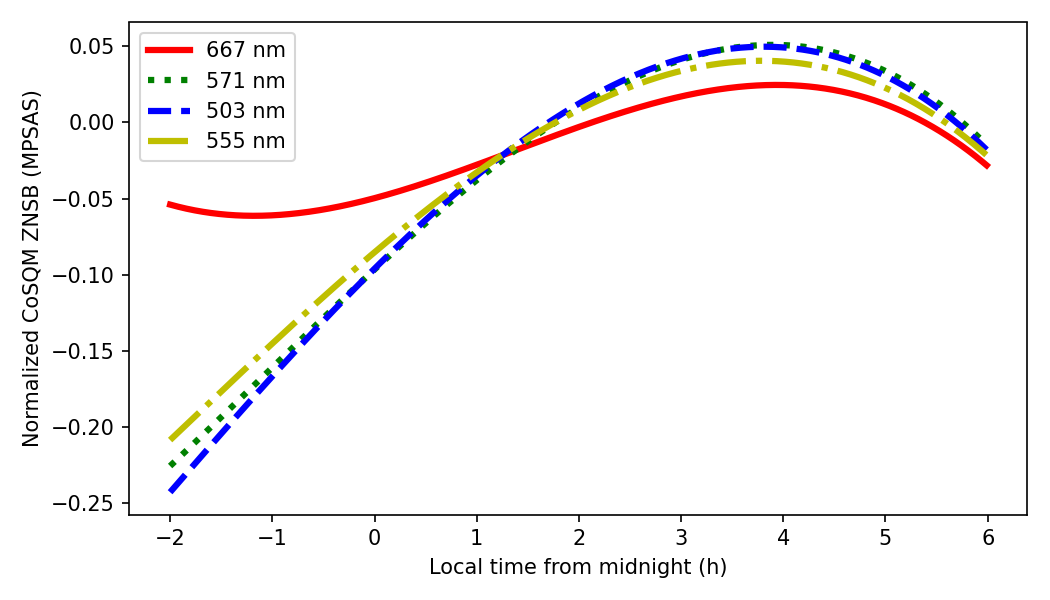 Normalized CoSQM ZNSB (MPSAS)
0.05
0.00
−0.05
−0.10
−0.15
−0.20
−0.25
667 nm
571 nm
503 nm
555 nm
−2 −1 0 1 2 3 4 5 6
Local time from midnight (h)